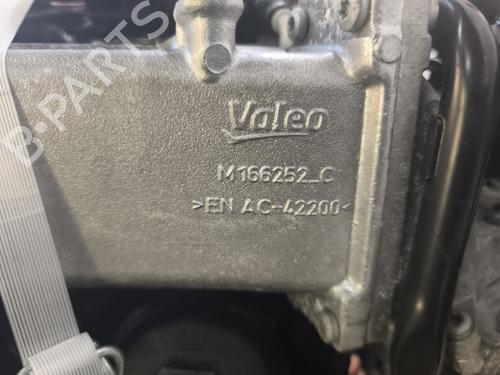 B-PARTS
Valeo
M166252_C
>EN AC-42200<